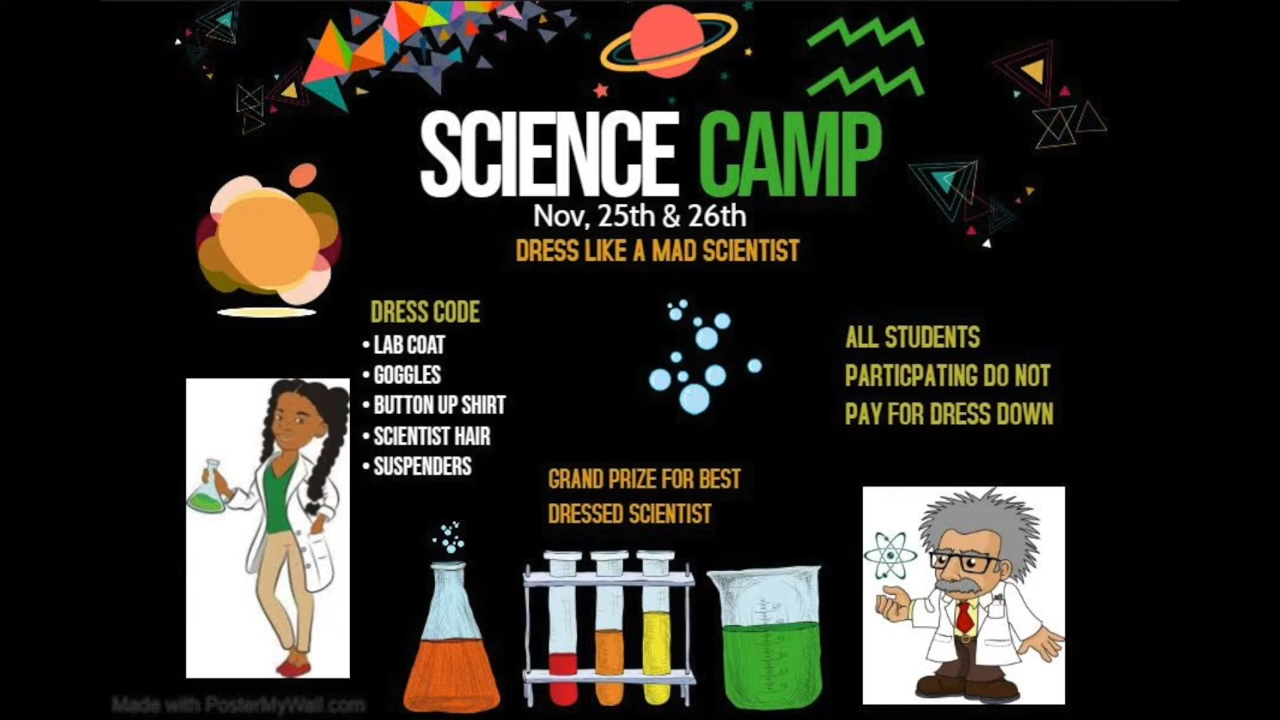 SCIENCE CAMP
Nov, 25th & 26th
DRESS LIKE A MAD SCIENTIST
DRESS CODE
• LAB COAT
• GOGGLES
• BUTTON UP SHIRT
• SCIENTIST HAIR
• SUSPENDERS
ALL STUDENTS
PARTICPATING DO NOT
PAY FOR DRESS DOWN
GRAND PRIZE FOR BEST
DRESSED SCIENTIST
Made with PosterMyWall.com